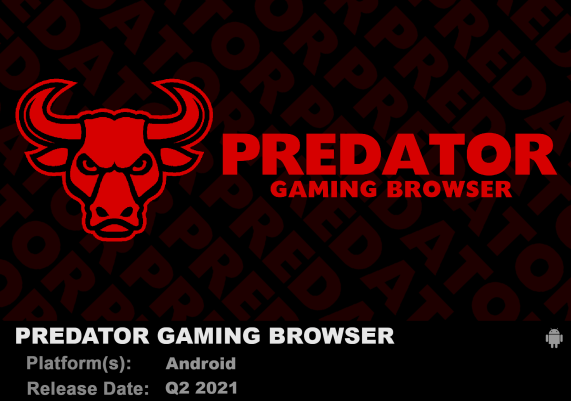 PREDATOR
GAMING BROWSER
PREDATOR GAMING BROWSER
Platform(s): Android
Release Date: Q2 2021